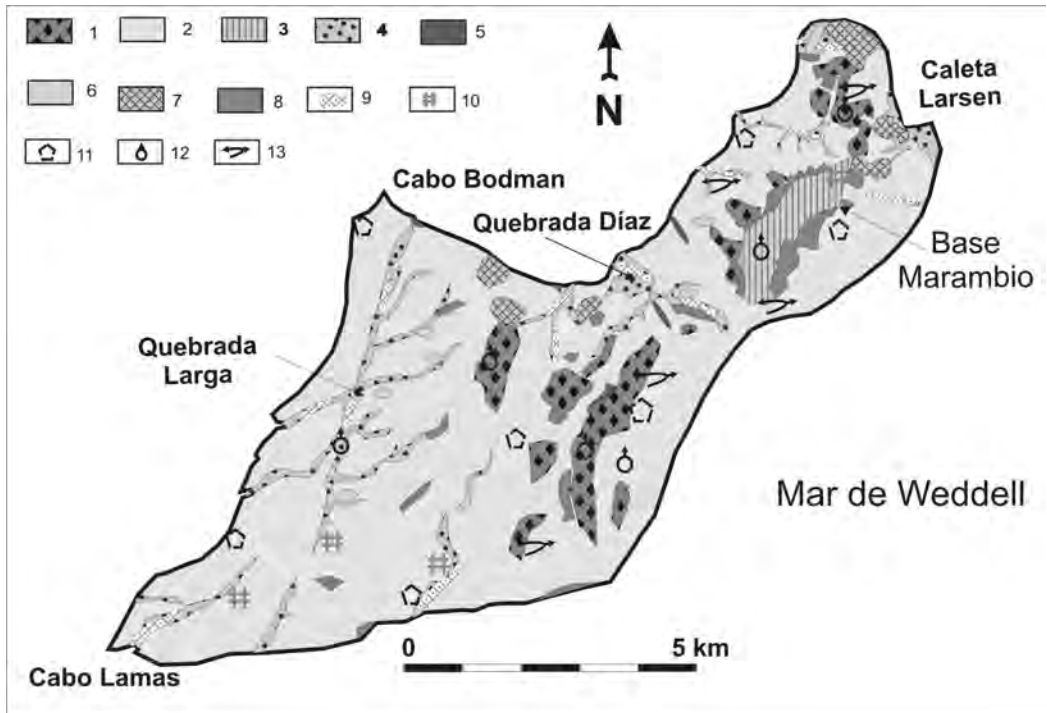 1 2 3 4 5
6 7 8 9 10
11 12 13
N
Caleta
Larsen
Cabo Bodman
Quebrada Díaz
Base
Marambio
Quebrada
Larga
Mar de Weddell
0 5 km
Cabo Lamas